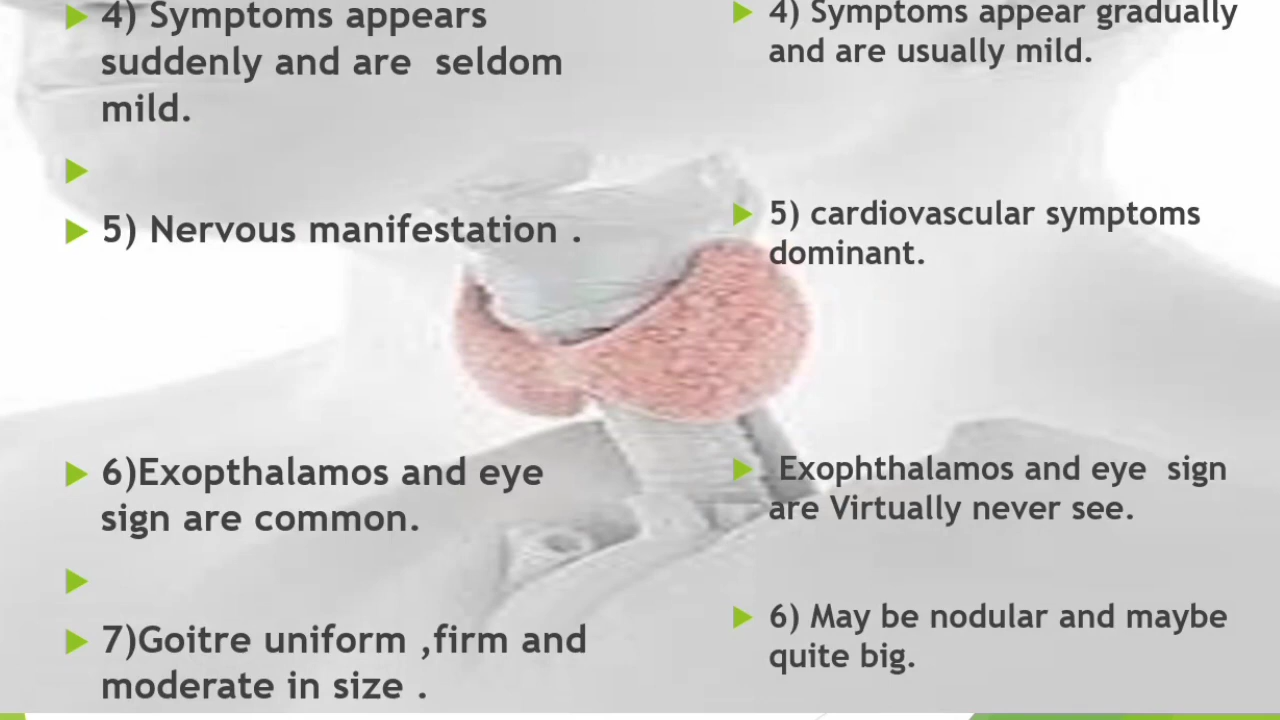 4) Symptoms appears
suddenly and are seldom
mild.
5) Nervous manifestation .
6)Exopthalamos and eye
sign are common.
7)Goitre uniform ,firm and
moderate in size .
4) Symptoms appear gradually
and are usually mild.
5) cardiovascular symptoms
dominant.
Exophthalamos and eye sign
are Virtually never see.
6) May be nodular and maybe
quite big.